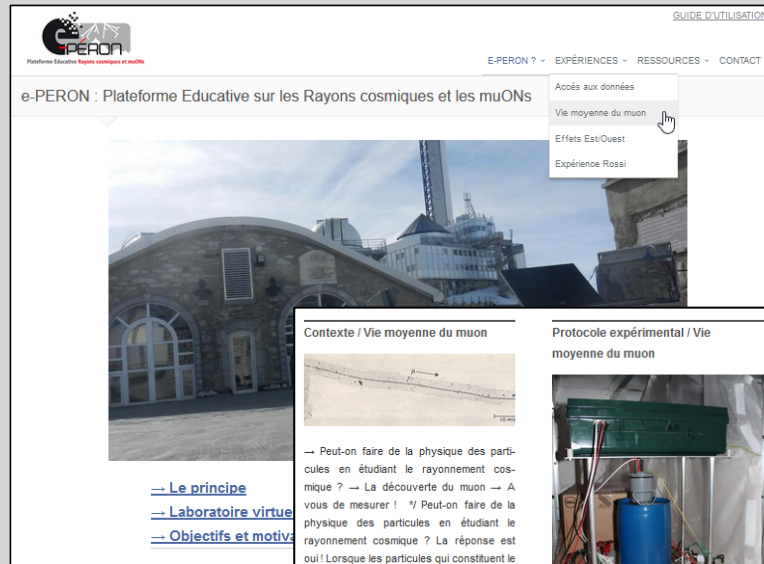 GUIDE D'UTILISATION
e-PÉRON
Plateforme Éducative Rayons cosmiques et muONs
E-PERON ? EXPÉRIENCES RESSOURCES CONTACT
Accès aux données
Vie moyenne du muon
Effets Est/Ouest
Expérience Rossi
e-PERON : Plateforme Educative sur les Rayons cosmiques et les muONs
→ Le principe
→ Laboratoire virtue
→ Objectifs et motiva
Contexte / Vie moyenne du muon
μ
→ Peut-on faire de la physique des parti-
cules en étudiant le rayonnement cos-
mique ? → La découverte du muon → A
vous de mesurer ! */ Peut-on faire de la
physique des particules en étudiant le
rayonnement cosmique ? La réponse est
oui ! Lorsque les particules qui constituent le
Protocole expérimental / Vie
moyenne du muon